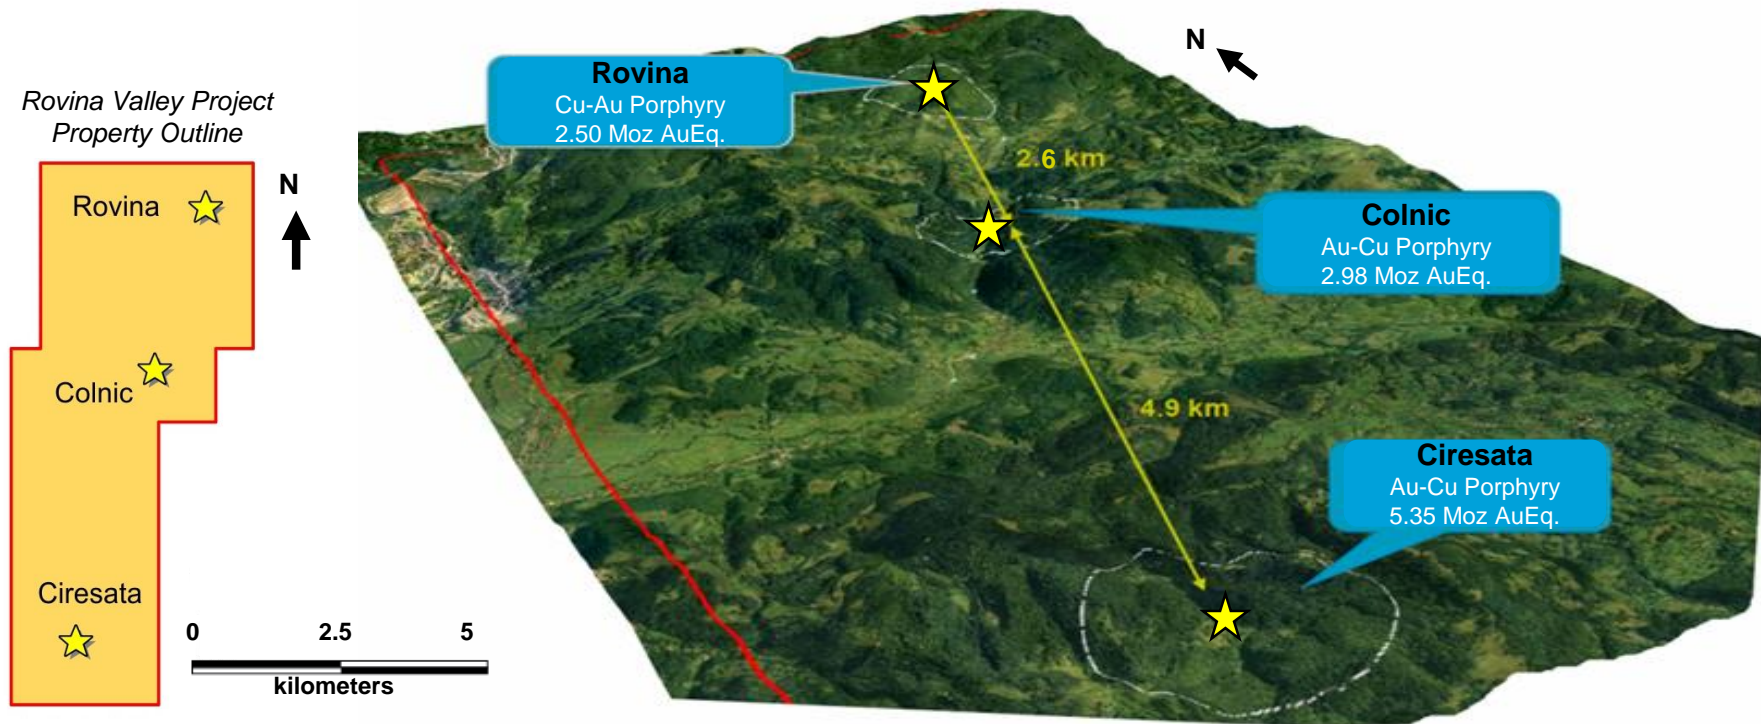 Rovina Valley Project
Property Outline
N
Rovina
Colnic
Ciresata
0 2.5 5
kilometers
N
Rovina
Cu-Au Porphyry
2.50 Moz AuEq.
2.6 km
Colnic
Au-Cu Porphyry
2.98 Moz AuEq.
4.9 km
Ciresata
Au-Cu Porphyry
5.35 Moz AuEq.